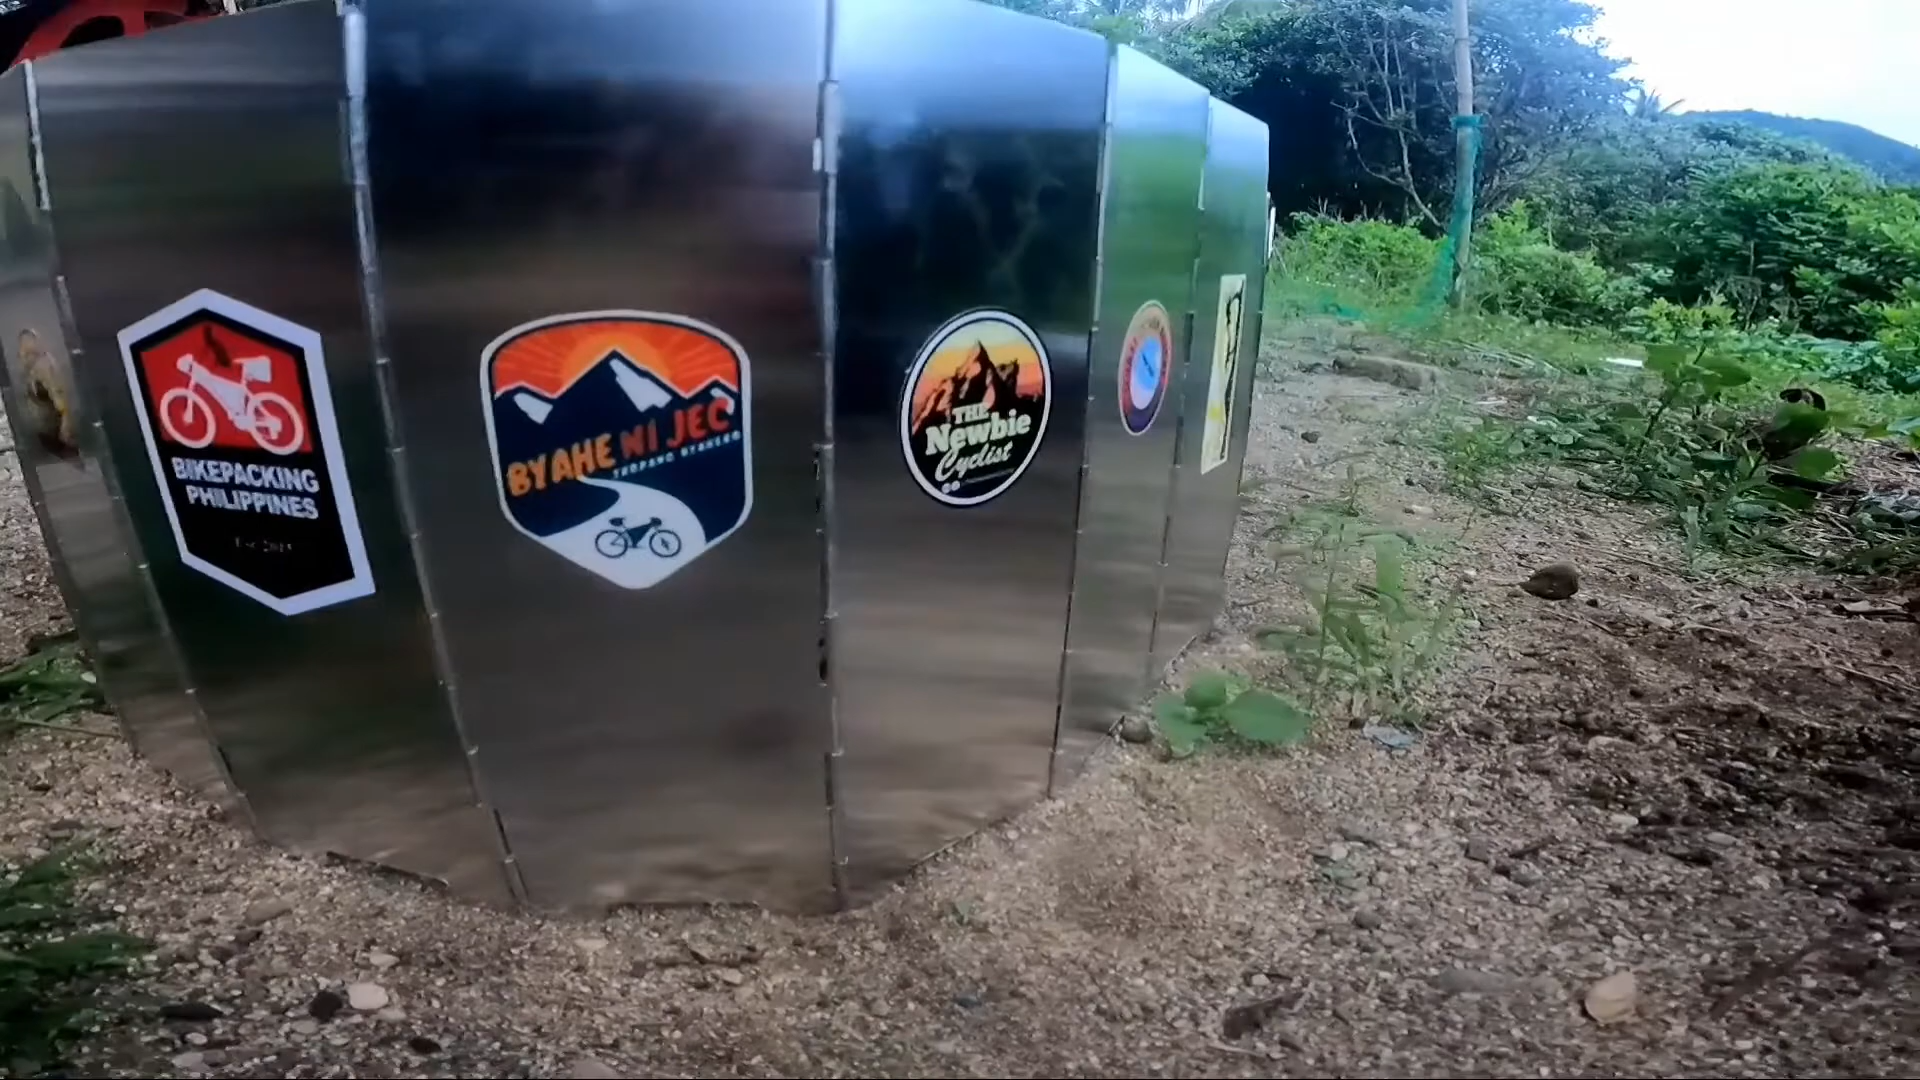 BIKEPACKING
PHILIPPINES
BYAHE NI JEC
THE
Newbie
Cyclist